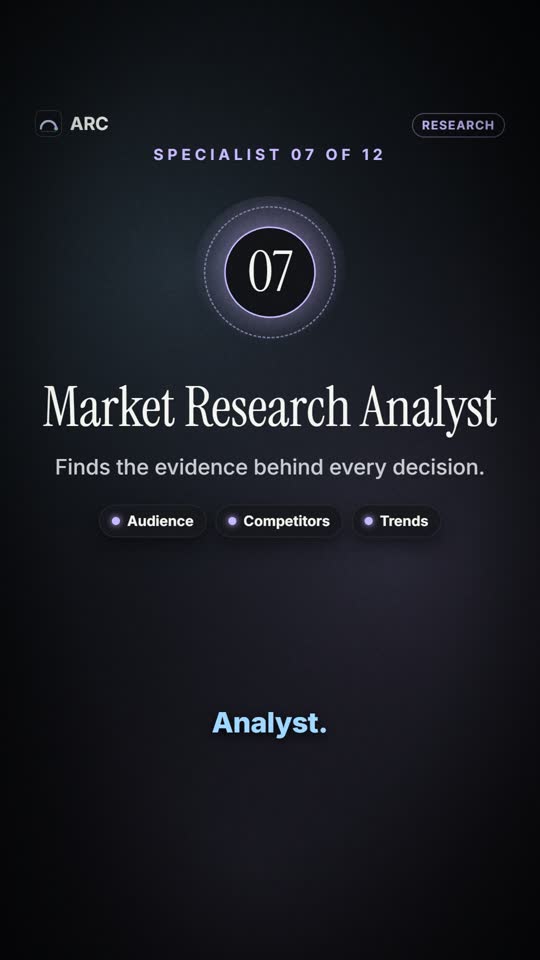 ARC
RESEARCH
SPECIALIST 07 OF 12
07
Market Research Analyst
Finds the evidence behind every decision.
Audience
Competitors
Trends
Analyst.